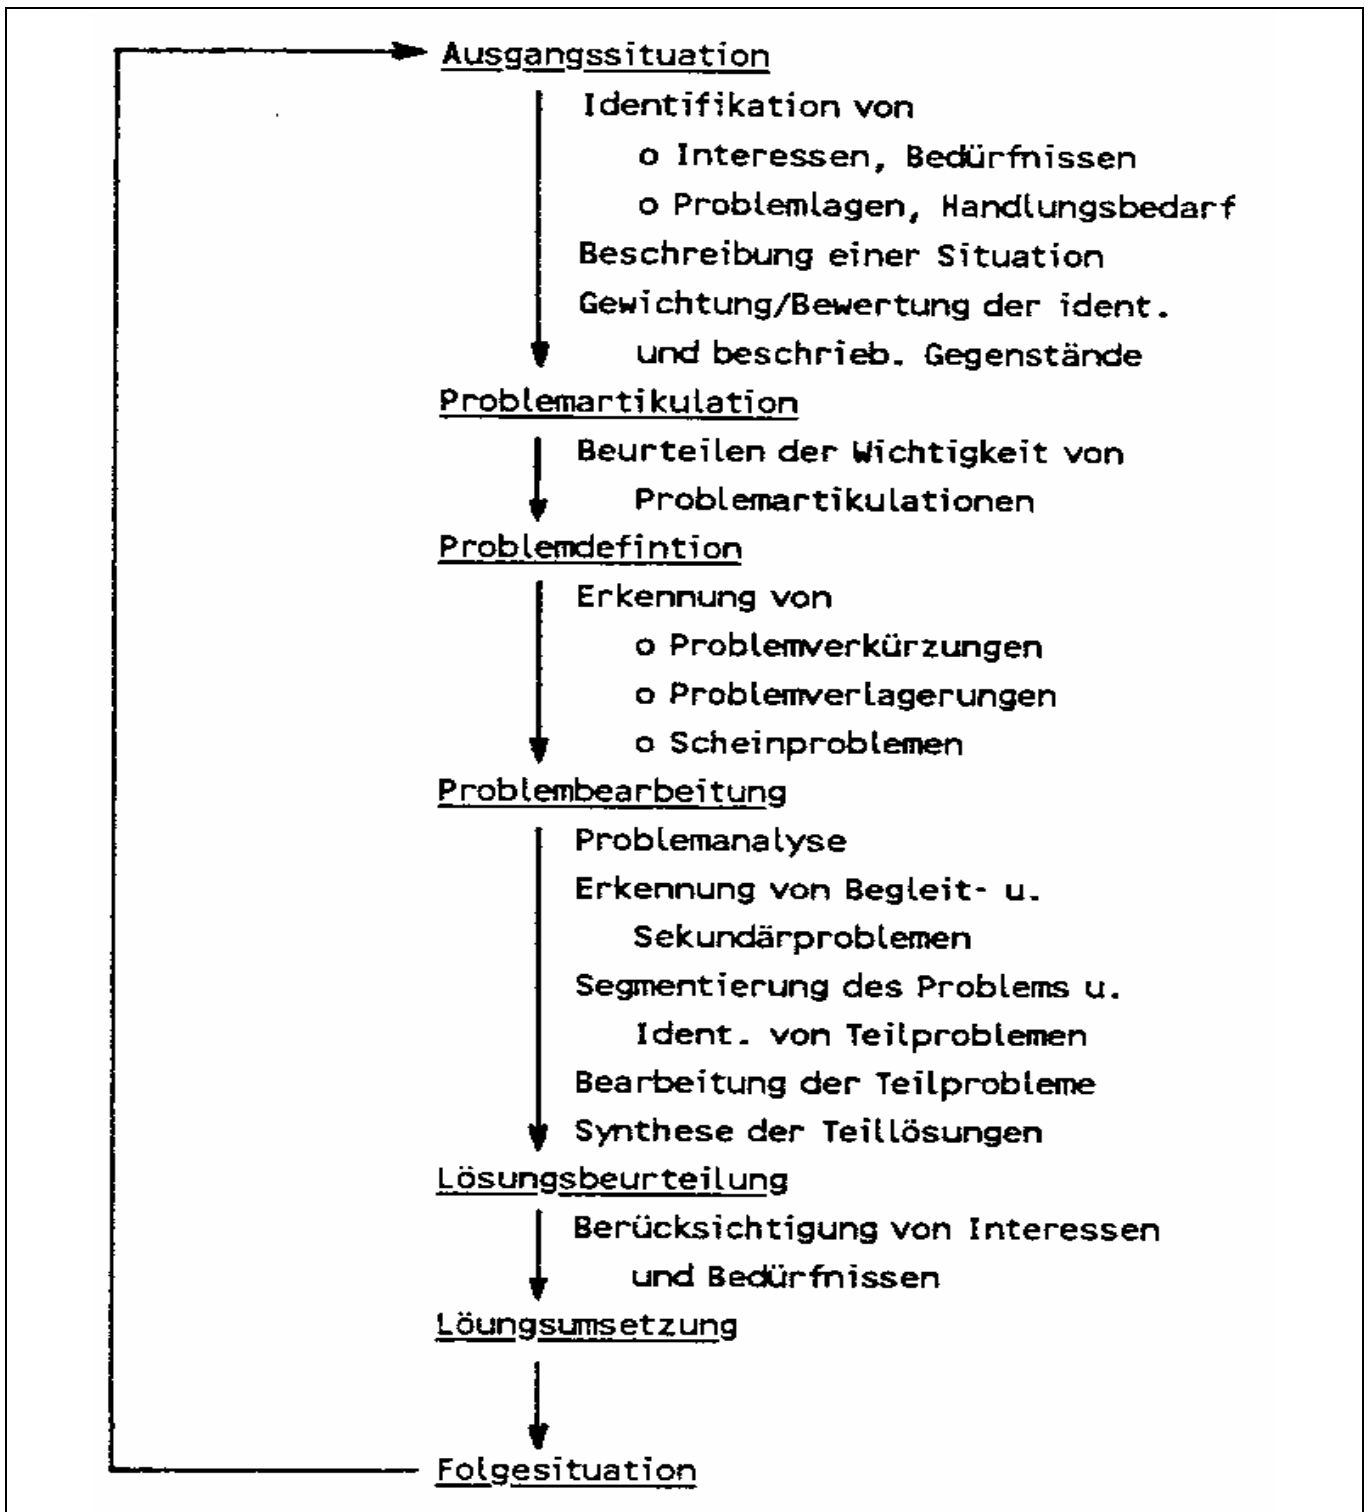 Ausgangssituation
Identifikation von
o Interessen, Bedürfnissen
o Problemlagen, Handlungsbedarf
Beschreibung einer Situation
Gewichtung/Bewertung der ident.
und beschrieb. Gegenstände
Problemartikulation
Beurteilen der Wichtigkeit von
Problemartikulationen
Problemdefintion
Erkennung von
o Problemverkürzungen
o Problemverlagerungen
o Scheinproblemen
Problembearbeitung
Problemanalyse
Erkennung von Begleit- u.
Sekundärproblemen
Segmentierung des Problems u.
Ident. von Teilproblemen
Bearbeitung der Teilprobleme
Synthese der Teillösungen
Lösungsbeurteilung
Berücksichtigung von Interessen
und Bedürfnissen
Löungsumsetzung
Folgesituation